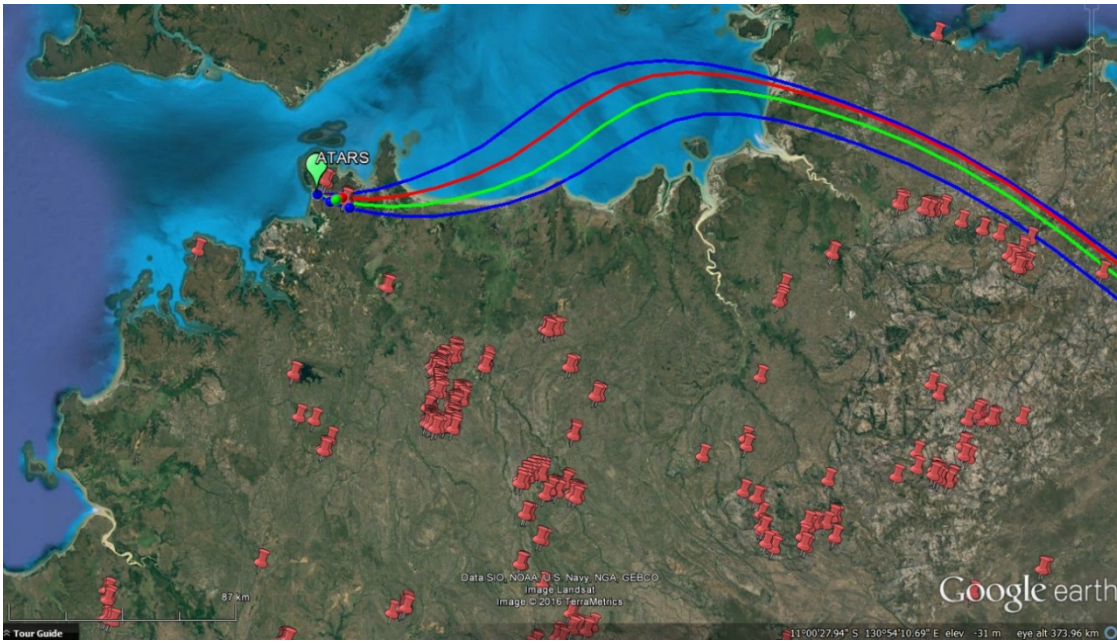 ATARS
Data SIO, NOAA, U.S. Navy, NGA, GEBCO
Image Landsat
Image © 2016 TerraMetrics
87 km
Google earth
Tour Guide
11°00'27.94" S 130°54'10.69" E elev -31 m eye alt 373.96 km